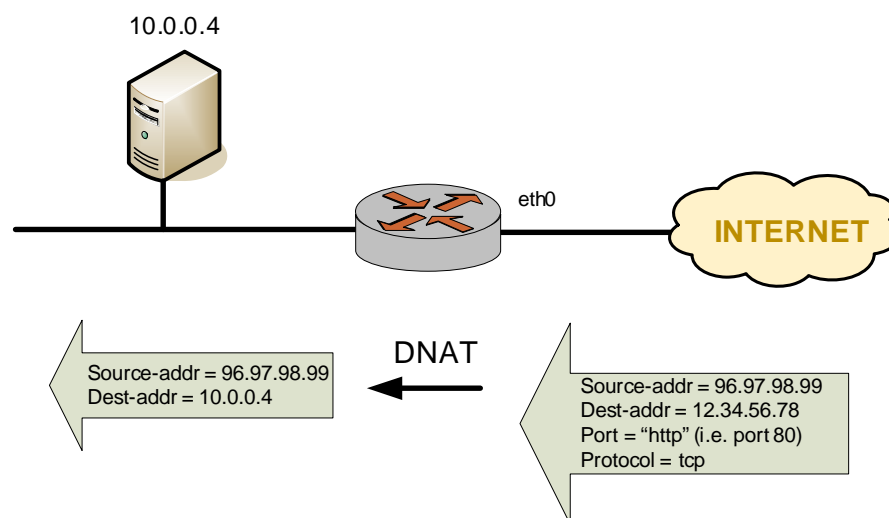 10.0.0.4
eth0
INTERNET
DNAT
Source-addr = 96.97.98.99
Dest-addr = 10.0.0.4
Source-addr = 96.97.98.99
Dest-addr = 12.34.56.78
Port = “http” (i.e. port 80)
Protocol = tcp